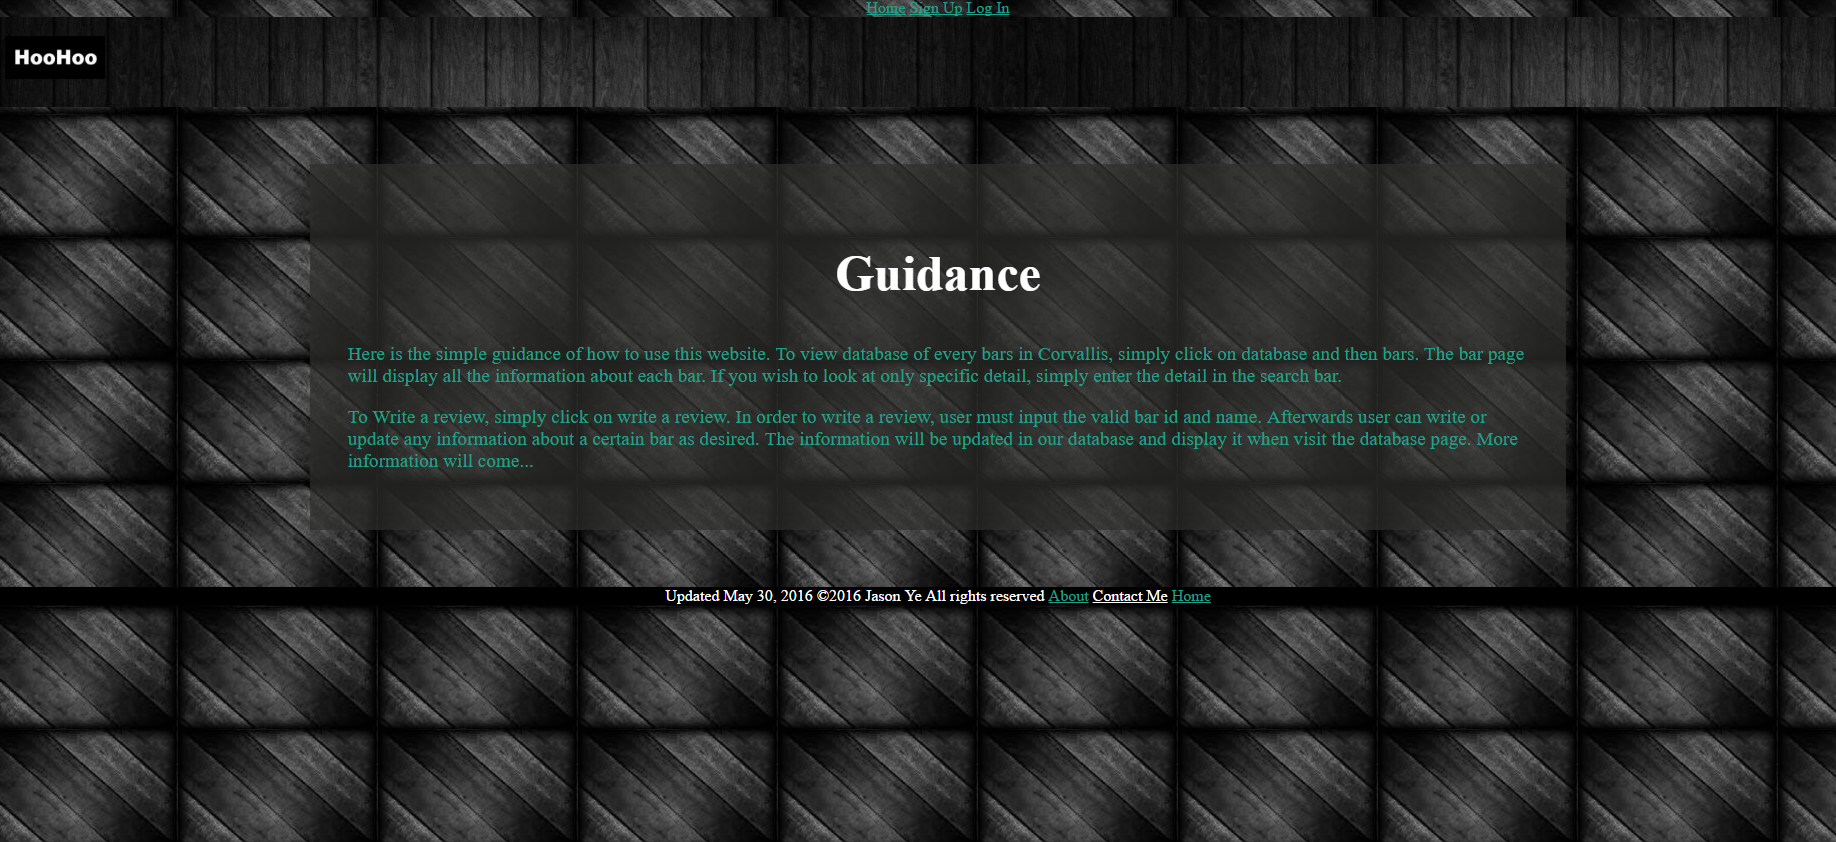 Home Sign Up Log In
HooHoo
Guidance
Here is the simple guidance of how to use this website. To view database of every bars in Corvallis, simply click on database and then bars. The bar page
will display all the information about each bar. If you wish to look at only specific detail, simply enter the detail in the search bar.
To Write a review, simply click on write a review. In order to write a review, user must input the valid bar id and name. Afterwards user can write or
update any information about a certain bar as desired. The information will be updated in our database and display it when visit the database page. More
information will come...
Updated May 30, 2016 ©2016 Jason Ye All rights reserved About Contact Me Home